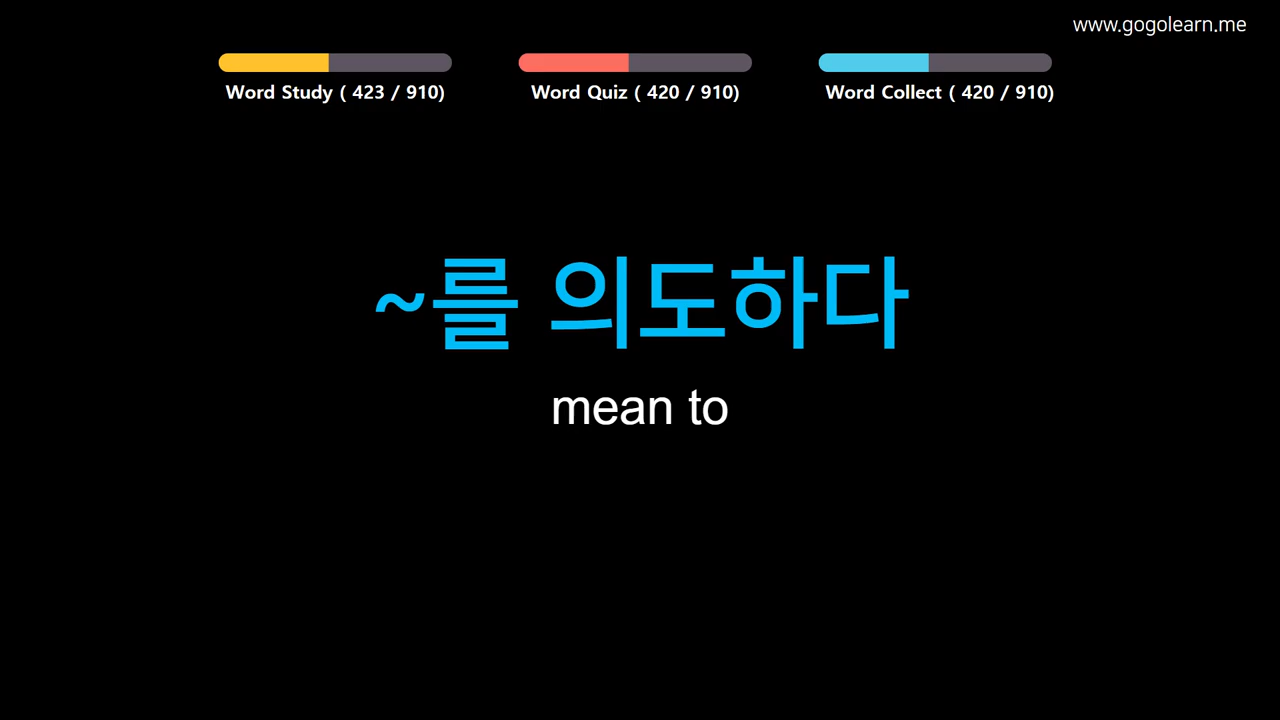 www.gogolearn.me
Word Study ( 423 / 910)
Word Quiz ( 420 / 910)
Word Collect ( 420 / 910)
~를 의도하다
mean to